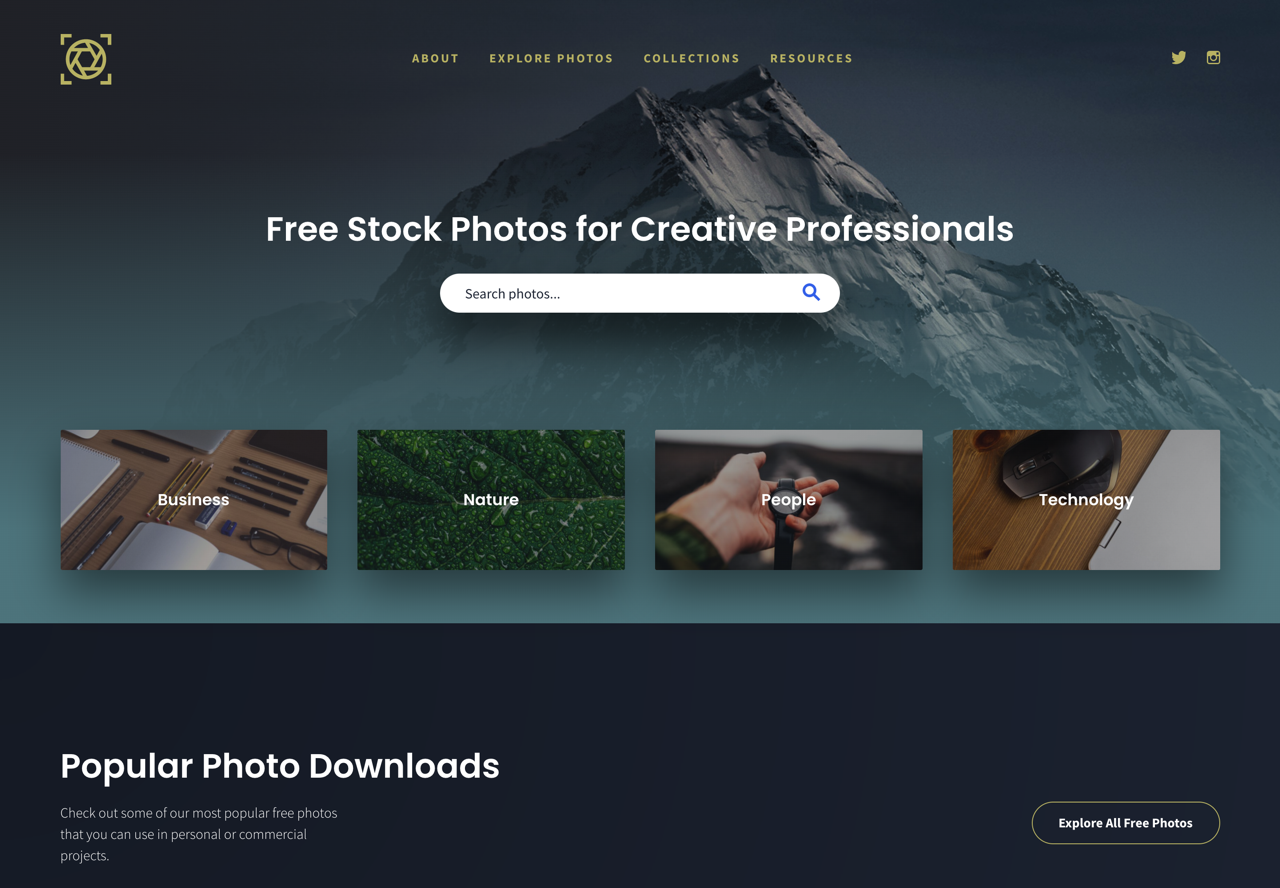 ABOUT
EXPLORE PHOTOS
COLLECTIONS
RESOURCES
Free Stock Photos for Creative Professionals
Search photos...
Business
Nature
People
Technology
Popular Photo Downloads
Check out some of our most popular free photos
that you can use in personal or commercial
projects.
Explore All Free Photos